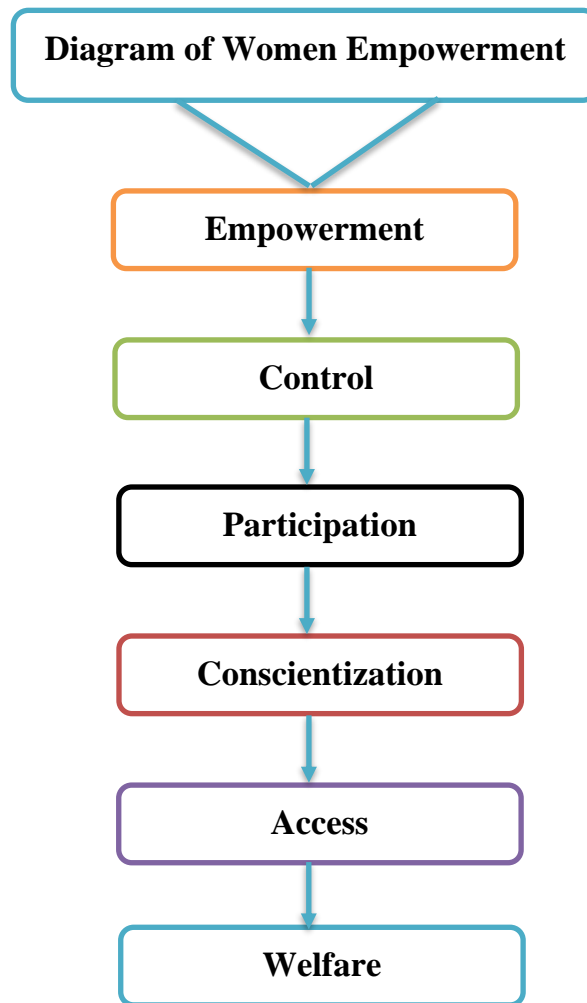 Diagram of Women Empowerment
Empowerment
Control
Participation
Conscientization
Access
Welfare